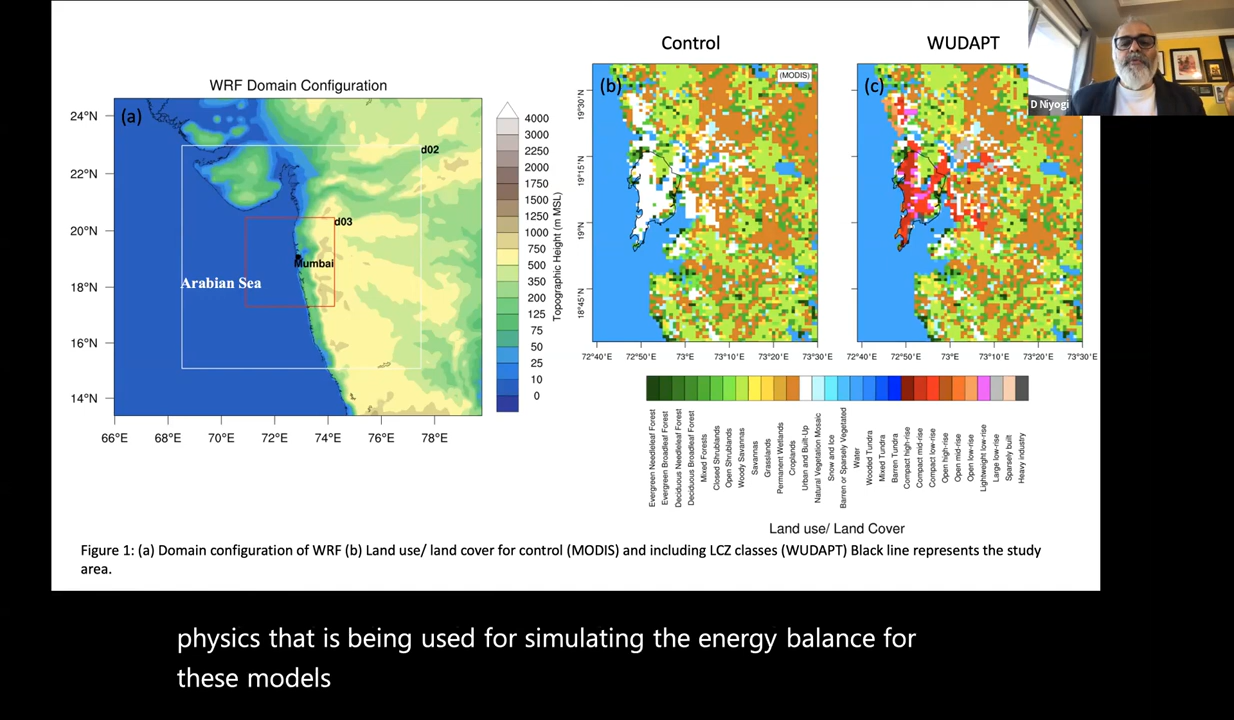 Control
WUDAPT
D Niyogi
WRF Domain Configuration
(a)
24°N
22°N
20°N
18°N
16°N
14°N
66°E
68°E
70°E
72°E
74°E
76°E
78°E
d02
d03
Mumbai
Arabian Sea
4000
3000
2250
2000
1750
1500
1250
1000
750
500
350
200
125
75
50
25
10
0
Topographic Height (m MSL)
(b)
(MODIS)
19°30'N
19°15'N
19°N
18°45'N
72°40'E
72°50'E
73°E
73°10'E
73°20'E
73°30'E
(c)
19°30'N
19°15'N
19°N
18°45'N
72°40'E
72°50'E
73°E
73°10'E
73°20'E
73°30'E
Evergreen Needleleaf Forest
Evergreen Broadleaf Forest
Deciduous Needleleaf Forest
Deciduous Broadleaf Forest
Mixed Forests
Closed Shrublands
Open Shrublands
Woody Savannas
Savannas
Grasslands
Permanent Wetlands
Croplands
Urban and Built-Up
Natural Vegetation Mosaic
Snow and Ice
Barren or Sparsely Vegetated
Water
Wooded Tundra
Mixed Tundra
Barren Tundra
Compact high-rise
Compact mid-rise
Compact low-rise
Open high-rise
Open mid-rise
Open low-rise
Lightweight low-rise
Large low-rise
Sparsely built
Heavy industry
Land use/ Land Cover
Figure 1: (a) Domain configuration of WRF (b) Land use/ land cover for control (MODIS) and including LCZ classes (WUDAPT) Black line represents the study
area.
physics that is being used for simulating the energy balance for
these models